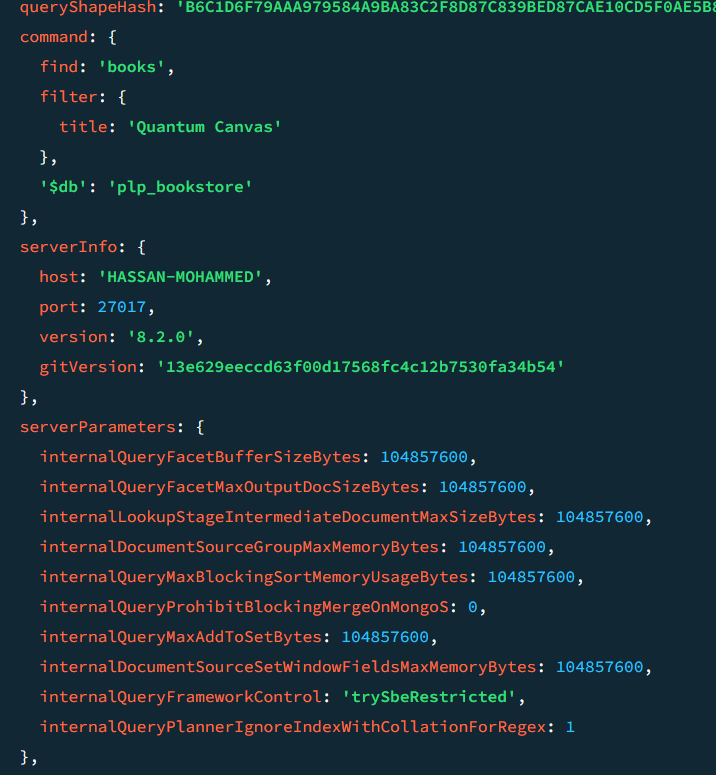 queryShapeHash: 'B6C1D6F79AAA979584A9BA83C2F8D87C839BED87CAE10CD5F0AE5B8
command: {
find: 'books',
filter: {
title: 'Quantum Canvas'
},
'$db': 'plp_bookstore'
},
serverInfo: {
host: 'HASSAN-MOHAMMED',
port: 27017,
version: '8.2.0',
gitVersion: '13e629eeccd63f00d17568fc4c12b7530fa34b54'
},
serverParameters: {
internalQueryFacetBufferSizeBytes: 104857600,
internalQueryFacetMaxOutputDocSizeBytes: 104857600,
internalLookupStageIntermediateDocumentMaxSizeBytes: 104857600,
internalDocumentSourceGroupMaxMemoryBytes: 104857600,
internalQueryMaxBlockingSortMemoryUsageBytes: 104857600,
internalQueryProhibitBlockingMergeOnMongoS: 0,
internalQueryMaxAddToSetBytes: 104857600,
internalDocumentSourceSetWindowFieldsMaxMemoryBytes: 104857600,
internalQueryFrameworkControl: 'trySbeRestricted',
internalQueryPlannerIgnoreIndexWithCollationForRegex: 1
},